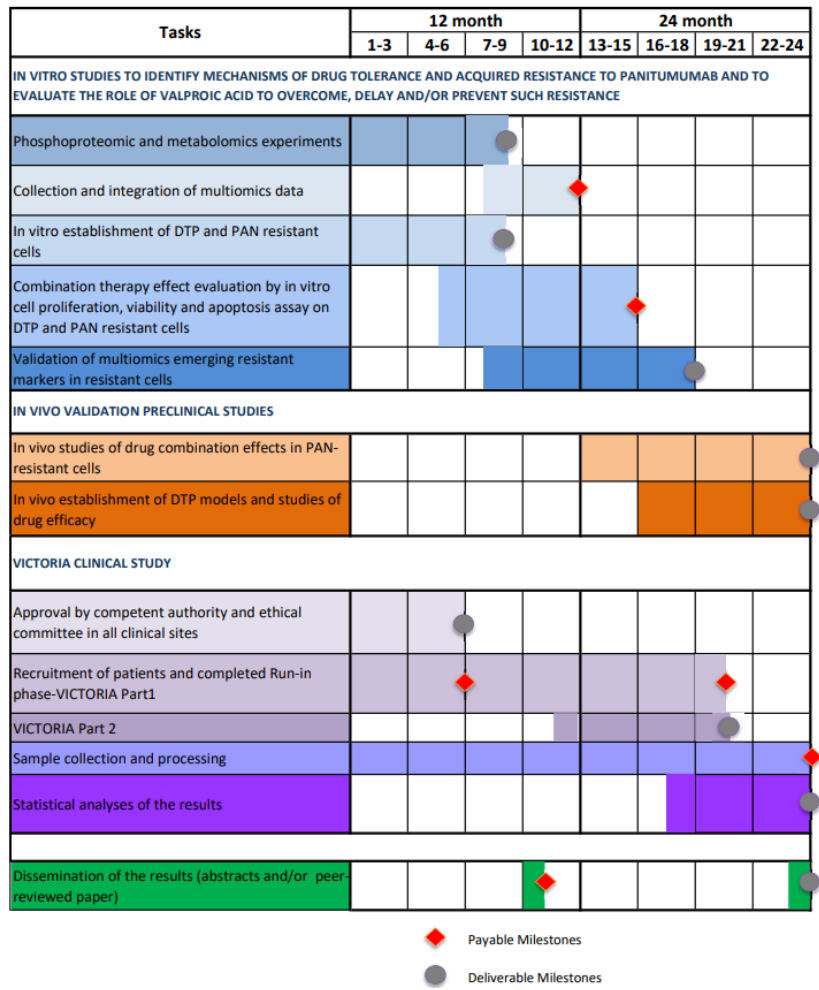 Tasks
12 month
24 month
1-3
4-6
7-9
10-12
13-15
16-18
19-21
22-24
IN VITRO STUDIES TO IDENTIFY MECHANISMS OF DRUG TOLERANCE AND ACQUIRED RESISTANCE TO PANITUMUMAB AND TO
EVALUATE THE ROLE OF VALPROIC ACID TO OVERCOME, DELAY AND/OR PREVENT SUCH RESISTANCE
Phosphoproteomic and metabolomics experiments
Collection and integration of multiomics data
In vitro establishment of DTP and PAN resistant
cells
Combination therapy effect evaluation by in vitro
cell proliferation, viability and apoptosis assay on
DTP and PAN resistant cells
Validation of multiomics emerging resistant
markers in resistant cells
IN VIVO VALIDATION PRECLINICAL STUDIES
In vivo studies of drug combination effects in PAN-
resistant cells
In vivo establishment of DTP models and studies of
drug efficacy
VICTORIA CLINICAL STUDY
Approval by competent authority and ethical
committee in all clinical sites
Recruitment of patients and completed Run-in
phase-VICTORIA Part1
VICTORIA Part 2
Sample collection and processing
Statistical analyses of the results
Dissemination of the results (abstracts and/or peer-
reviewed paper)
Payable Milestones
Deliverable Milestones